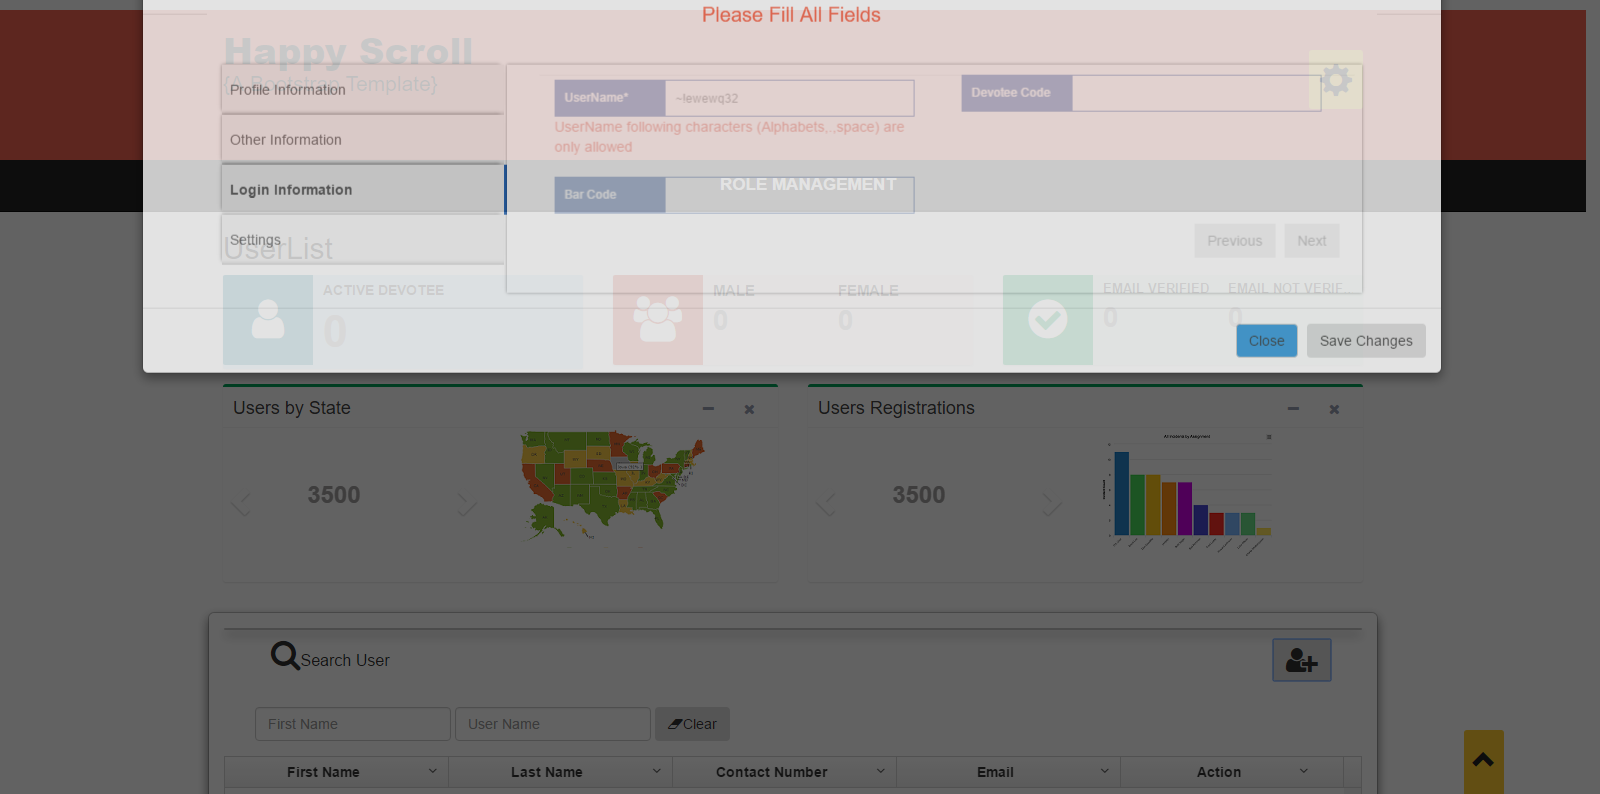 Please Fill All Fields
Happy Scroll
{A Bootstrap Template}
Profile Information
Other Information
Login Information
Settings
UserName*
~!ewewq32
Devotee Code
UserName following characters (Alphabets,.,space) are
only allowed
Bar Code
ROLE MANAGEMENT
Previous
Next
UserList
ACTIVE DEVOTEE
0
MALE
0
FEMALE
0
EMAIL VERIFIED
0
EMAIL NOT VERIF...
0
Close
Save Changes
Users by State
3500
Users Registrations
3500
Search User
First Name
User Name
Clear
First Name
Last Name
Contact Number
Email
Action